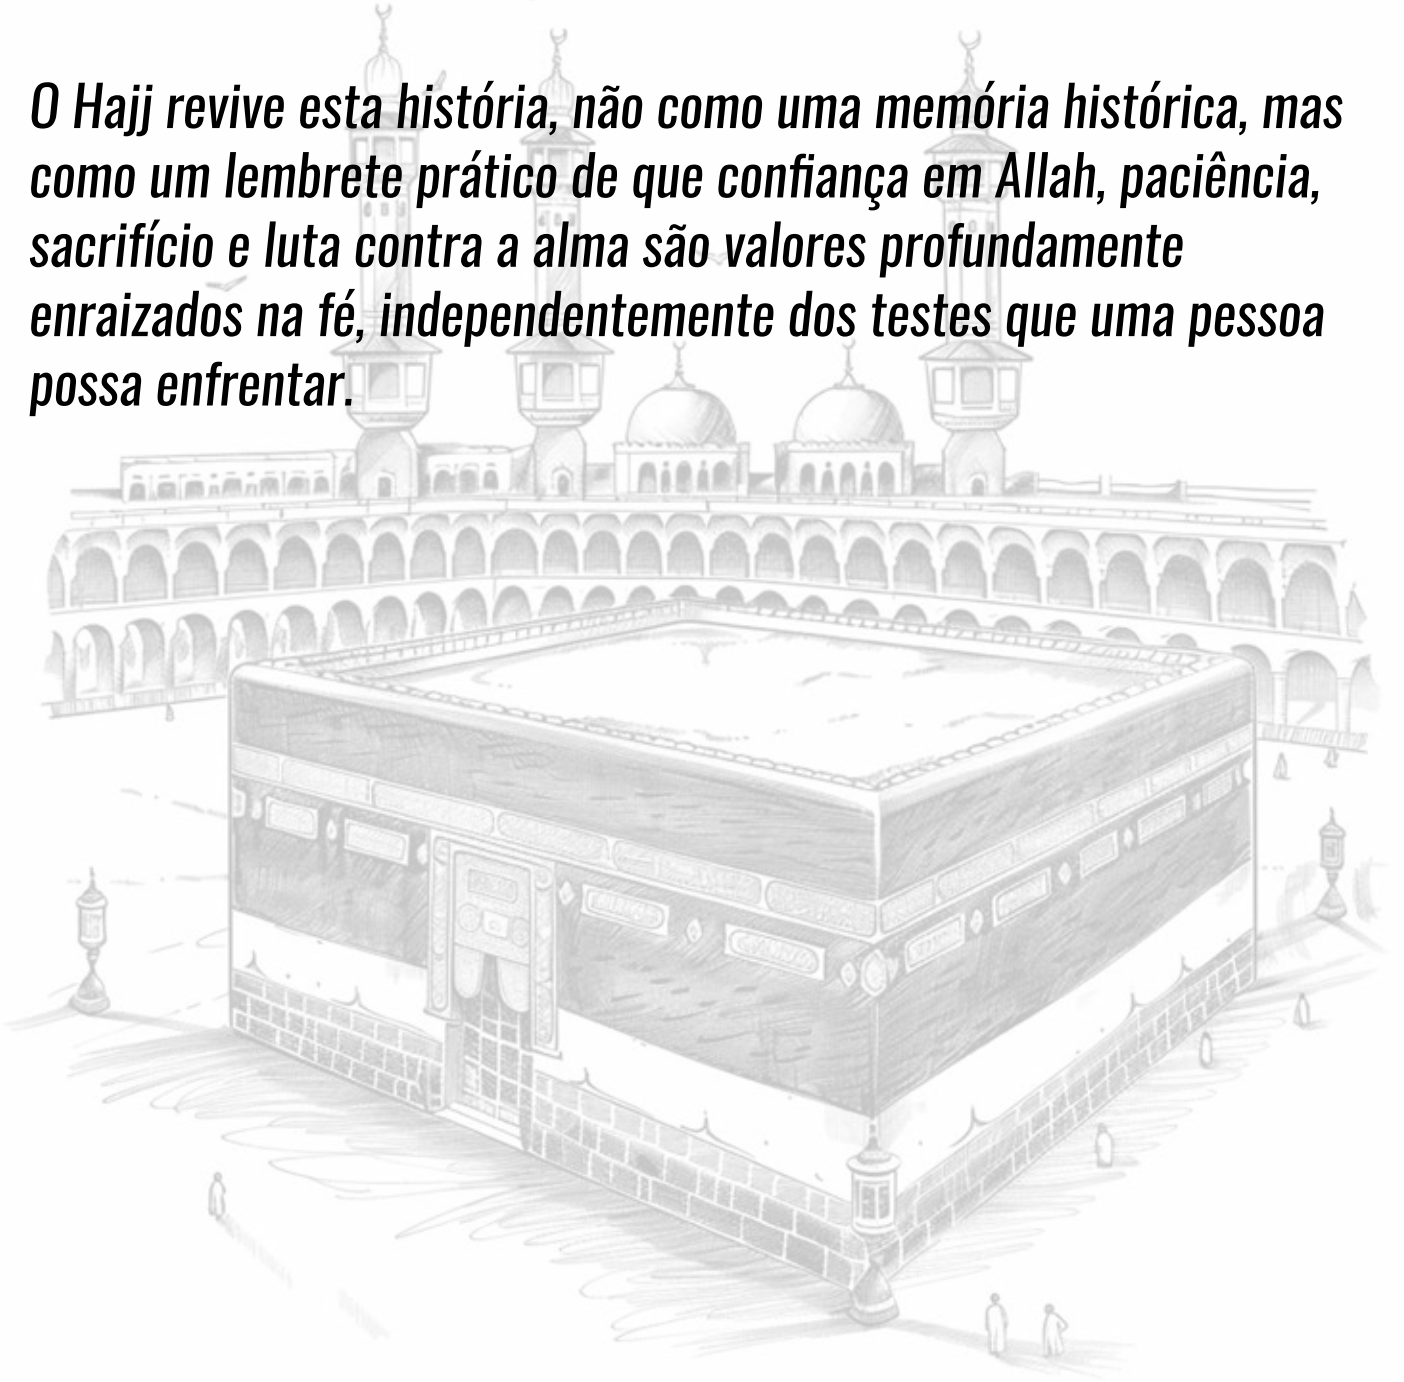 O Hajj revive esta história, não como uma memória histórica, mas
como um lembrete prático de que confiança em Allah, paciência,
sacrifício e luta contra a alma são valores profundamente
enraizados na fé, independentemente dos testes que uma pessoa
possa enfrentar.